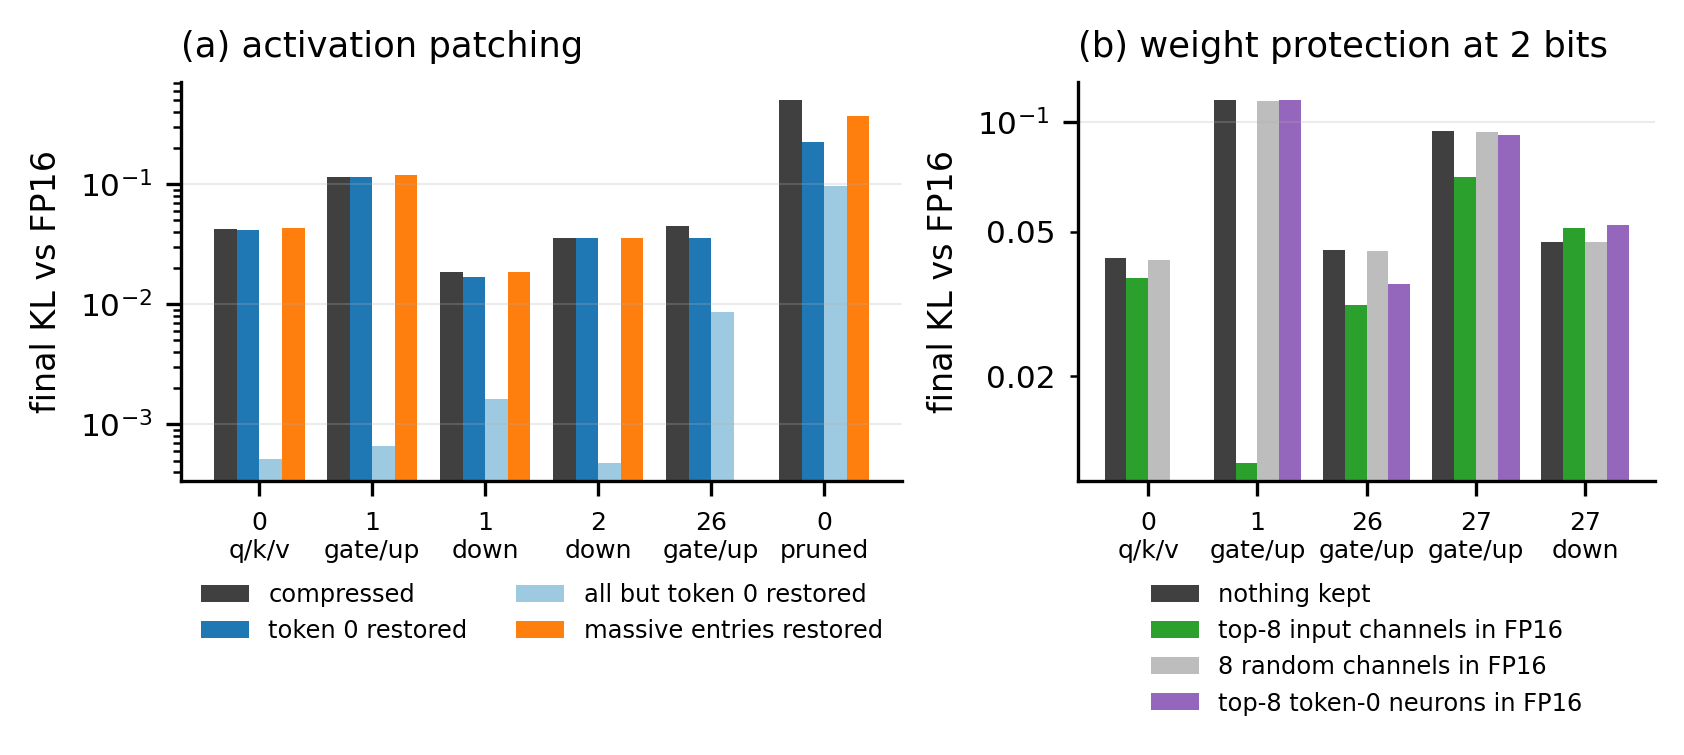 (a) activation patching
final KL vs FP16
10⁻¹
10⁻²
10⁻³
0 q/k/v
1 gate/up
1 down
2 down
26 gate/up
0 pruned
compressed
token 0 restored
all but token 0 restored
massive entries restored
(b) weight protection at 2 bits
final KL vs FP16
10⁻¹
0.05
0.02
0 q/k/v
1 gate/up
26 gate/up
27 gate/up
27 down
nothing kept
top-8 input channels in FP16
8 random channels in FP16
top-8 token-0 neurons in FP16